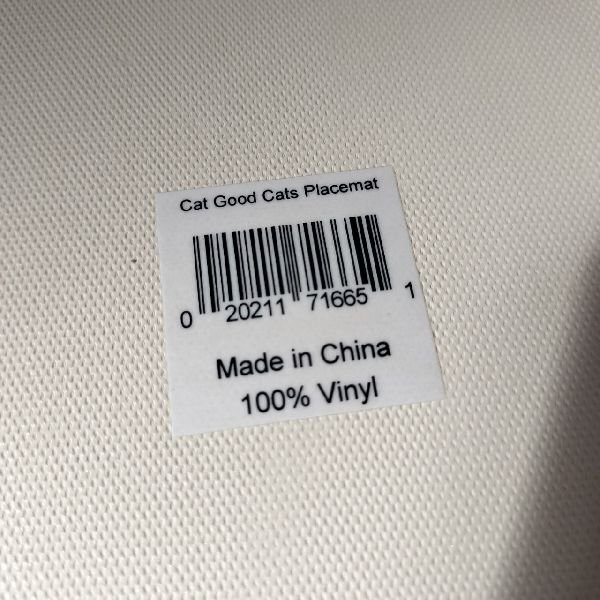 Cat Good Cats Placemat
0 20211 71665 1
Made in China
100% Vinyl